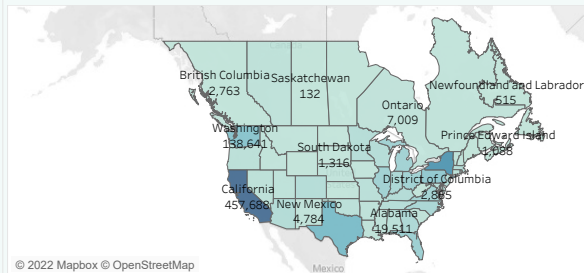 Canada
British Columbia
2,763
Saskatchewan
132
Newfoundland and Labrador
515
Ontario
7,009
Prince Edward Island
1,088
Washington
138,641
South Dakota
1,316
District of Columbia
2,865
California
457,688
New Mexico
4,784
Alabama
19,511
© 2022 Mapbox © OpenStreetMap
Mexico